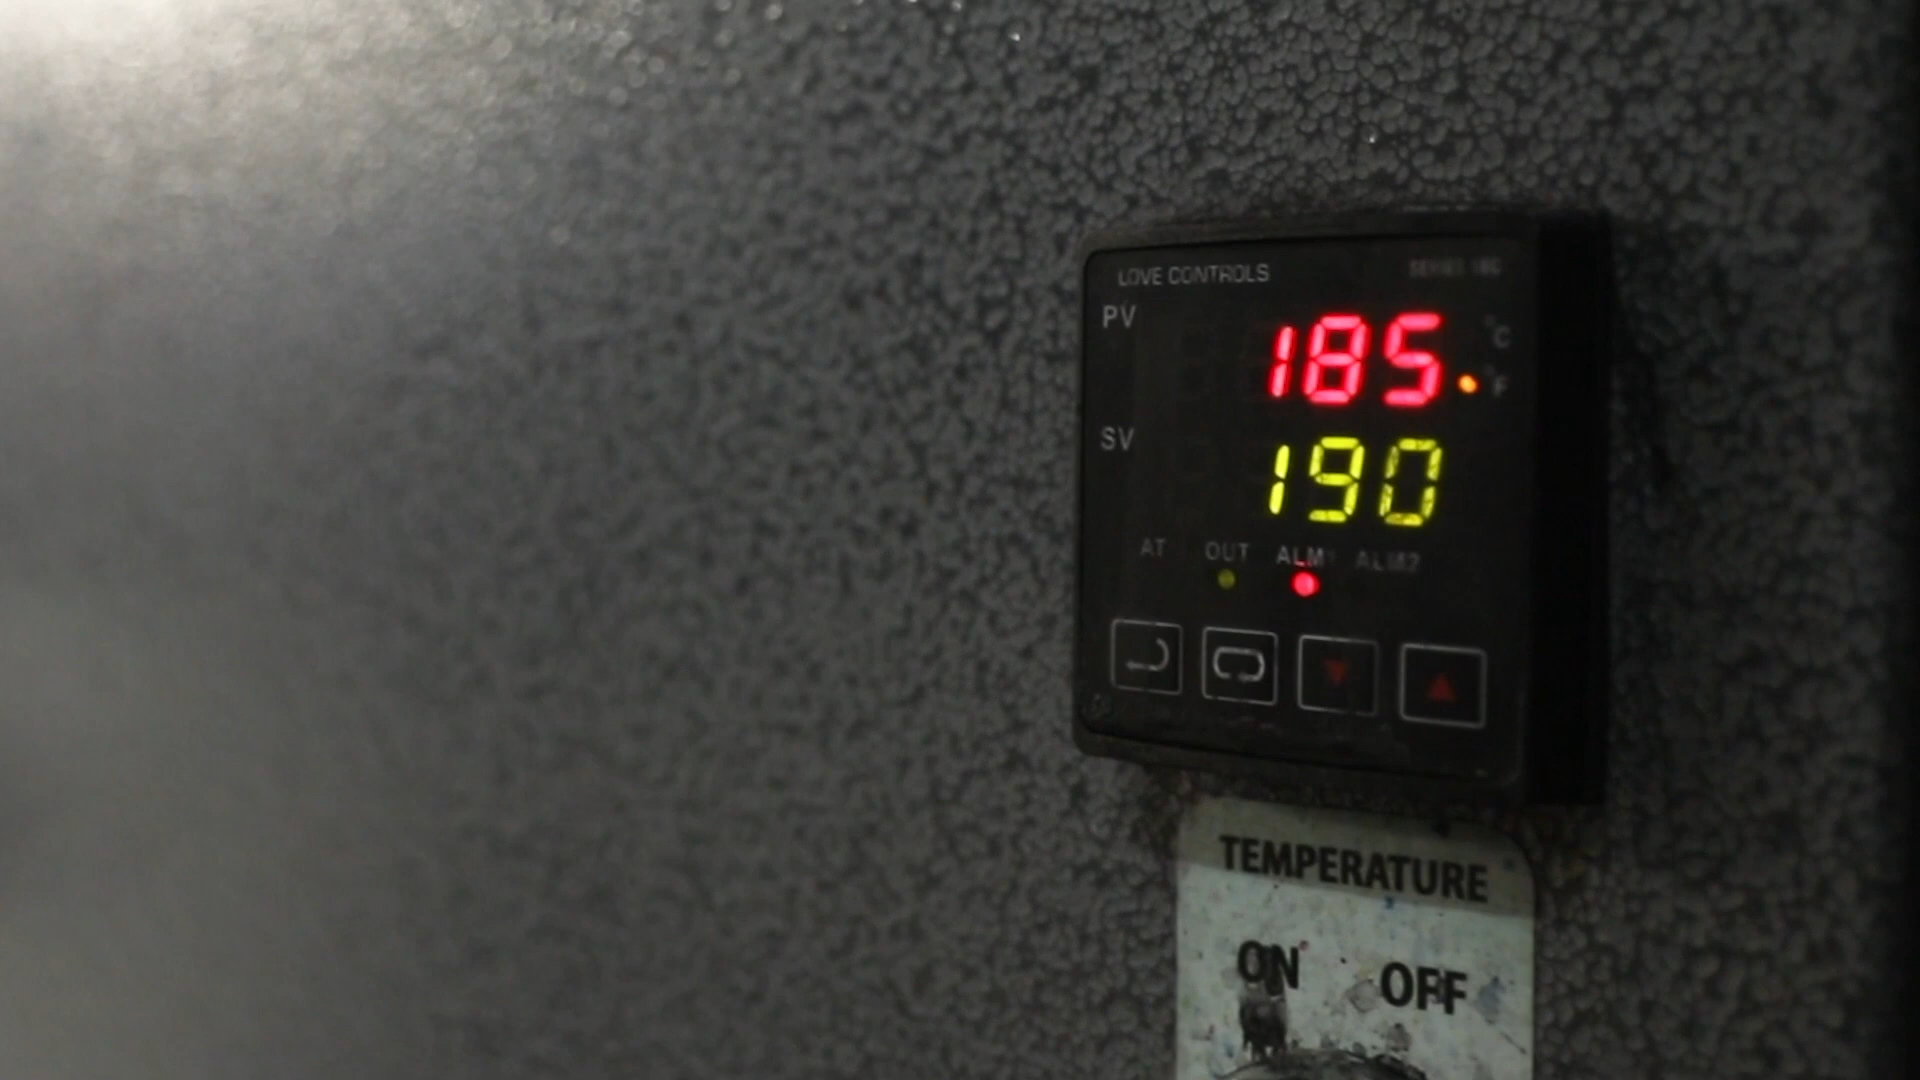 LOVE CONTROLS
PV
185
°C
°F
SV
190
AT OUT ALM1 ALM2
TEMPERATURE
ON OFF